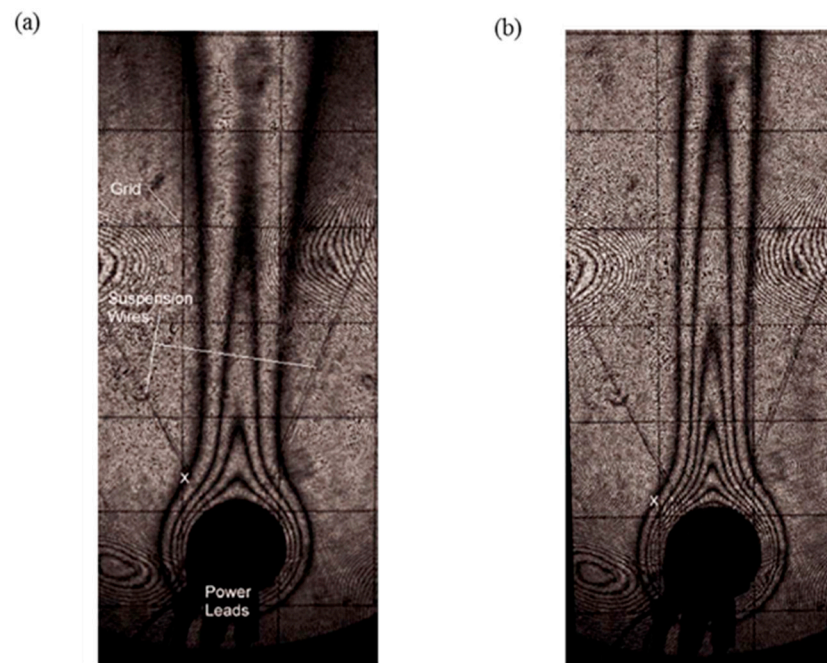 (a)
(b)
Grid
Suspension
Wires
X
X
Power
Leads